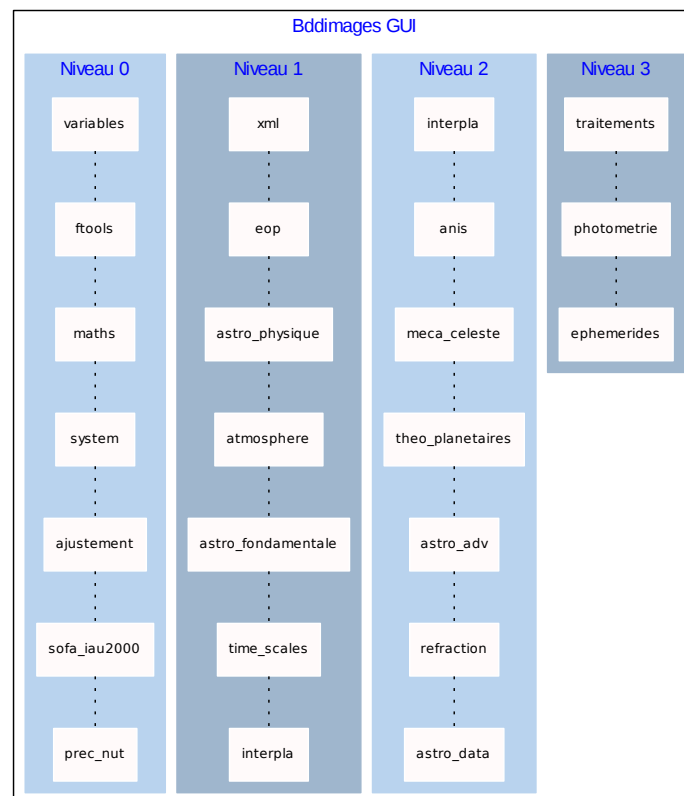 Bddimages GUI
Niveau 0
variables
ftools
maths
system
ajustement
sofa_iau2000
prec_nut
Niveau 1
xml
eop
astro_physique
atmosphere
astro_fondamentale
time_scales
interpla
Niveau 2
interpla
anis
meca_celeste
theo_planetaires
astro_adv
refraction
astro_data
Niveau 3
traitements
photometrie
ephemerides